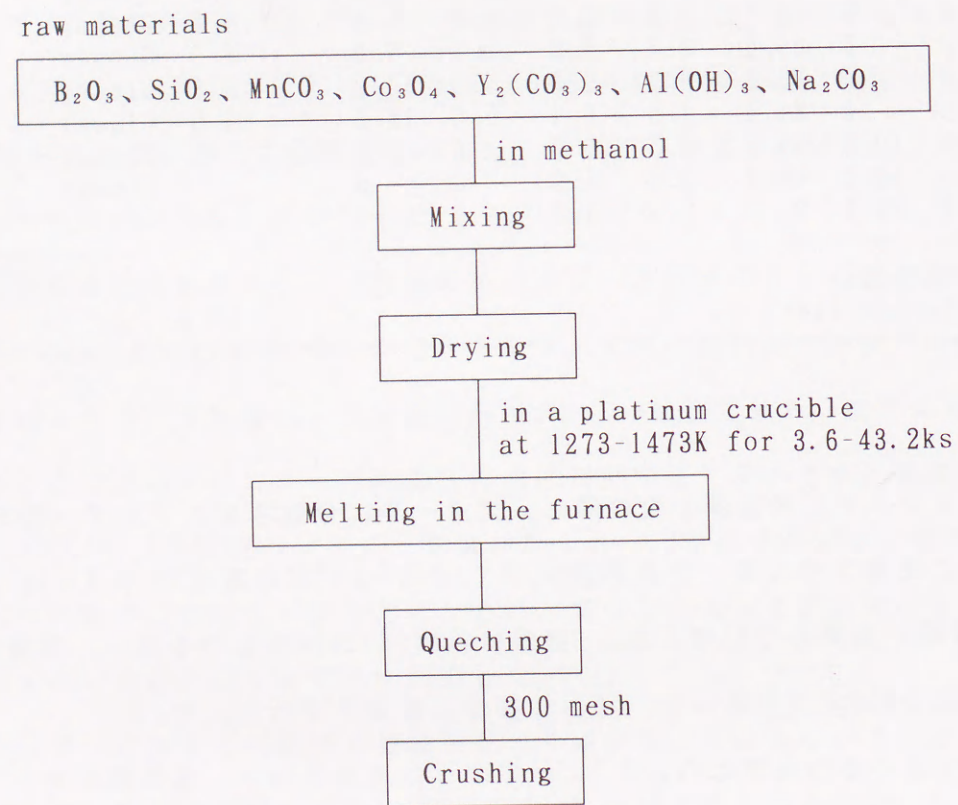 raw materials
B₂O₃、SiO₂、MnCO₃、Co₃O₄、Y₂(CO₃)₃、Al(OH)₃、Na₂CO₃
in methanol
Mixing
Drying
in a platinum crucible
at 1273-1473K for 3.6-43.2ks
Melting in the furnace
Queching
300 mesh
Crushing